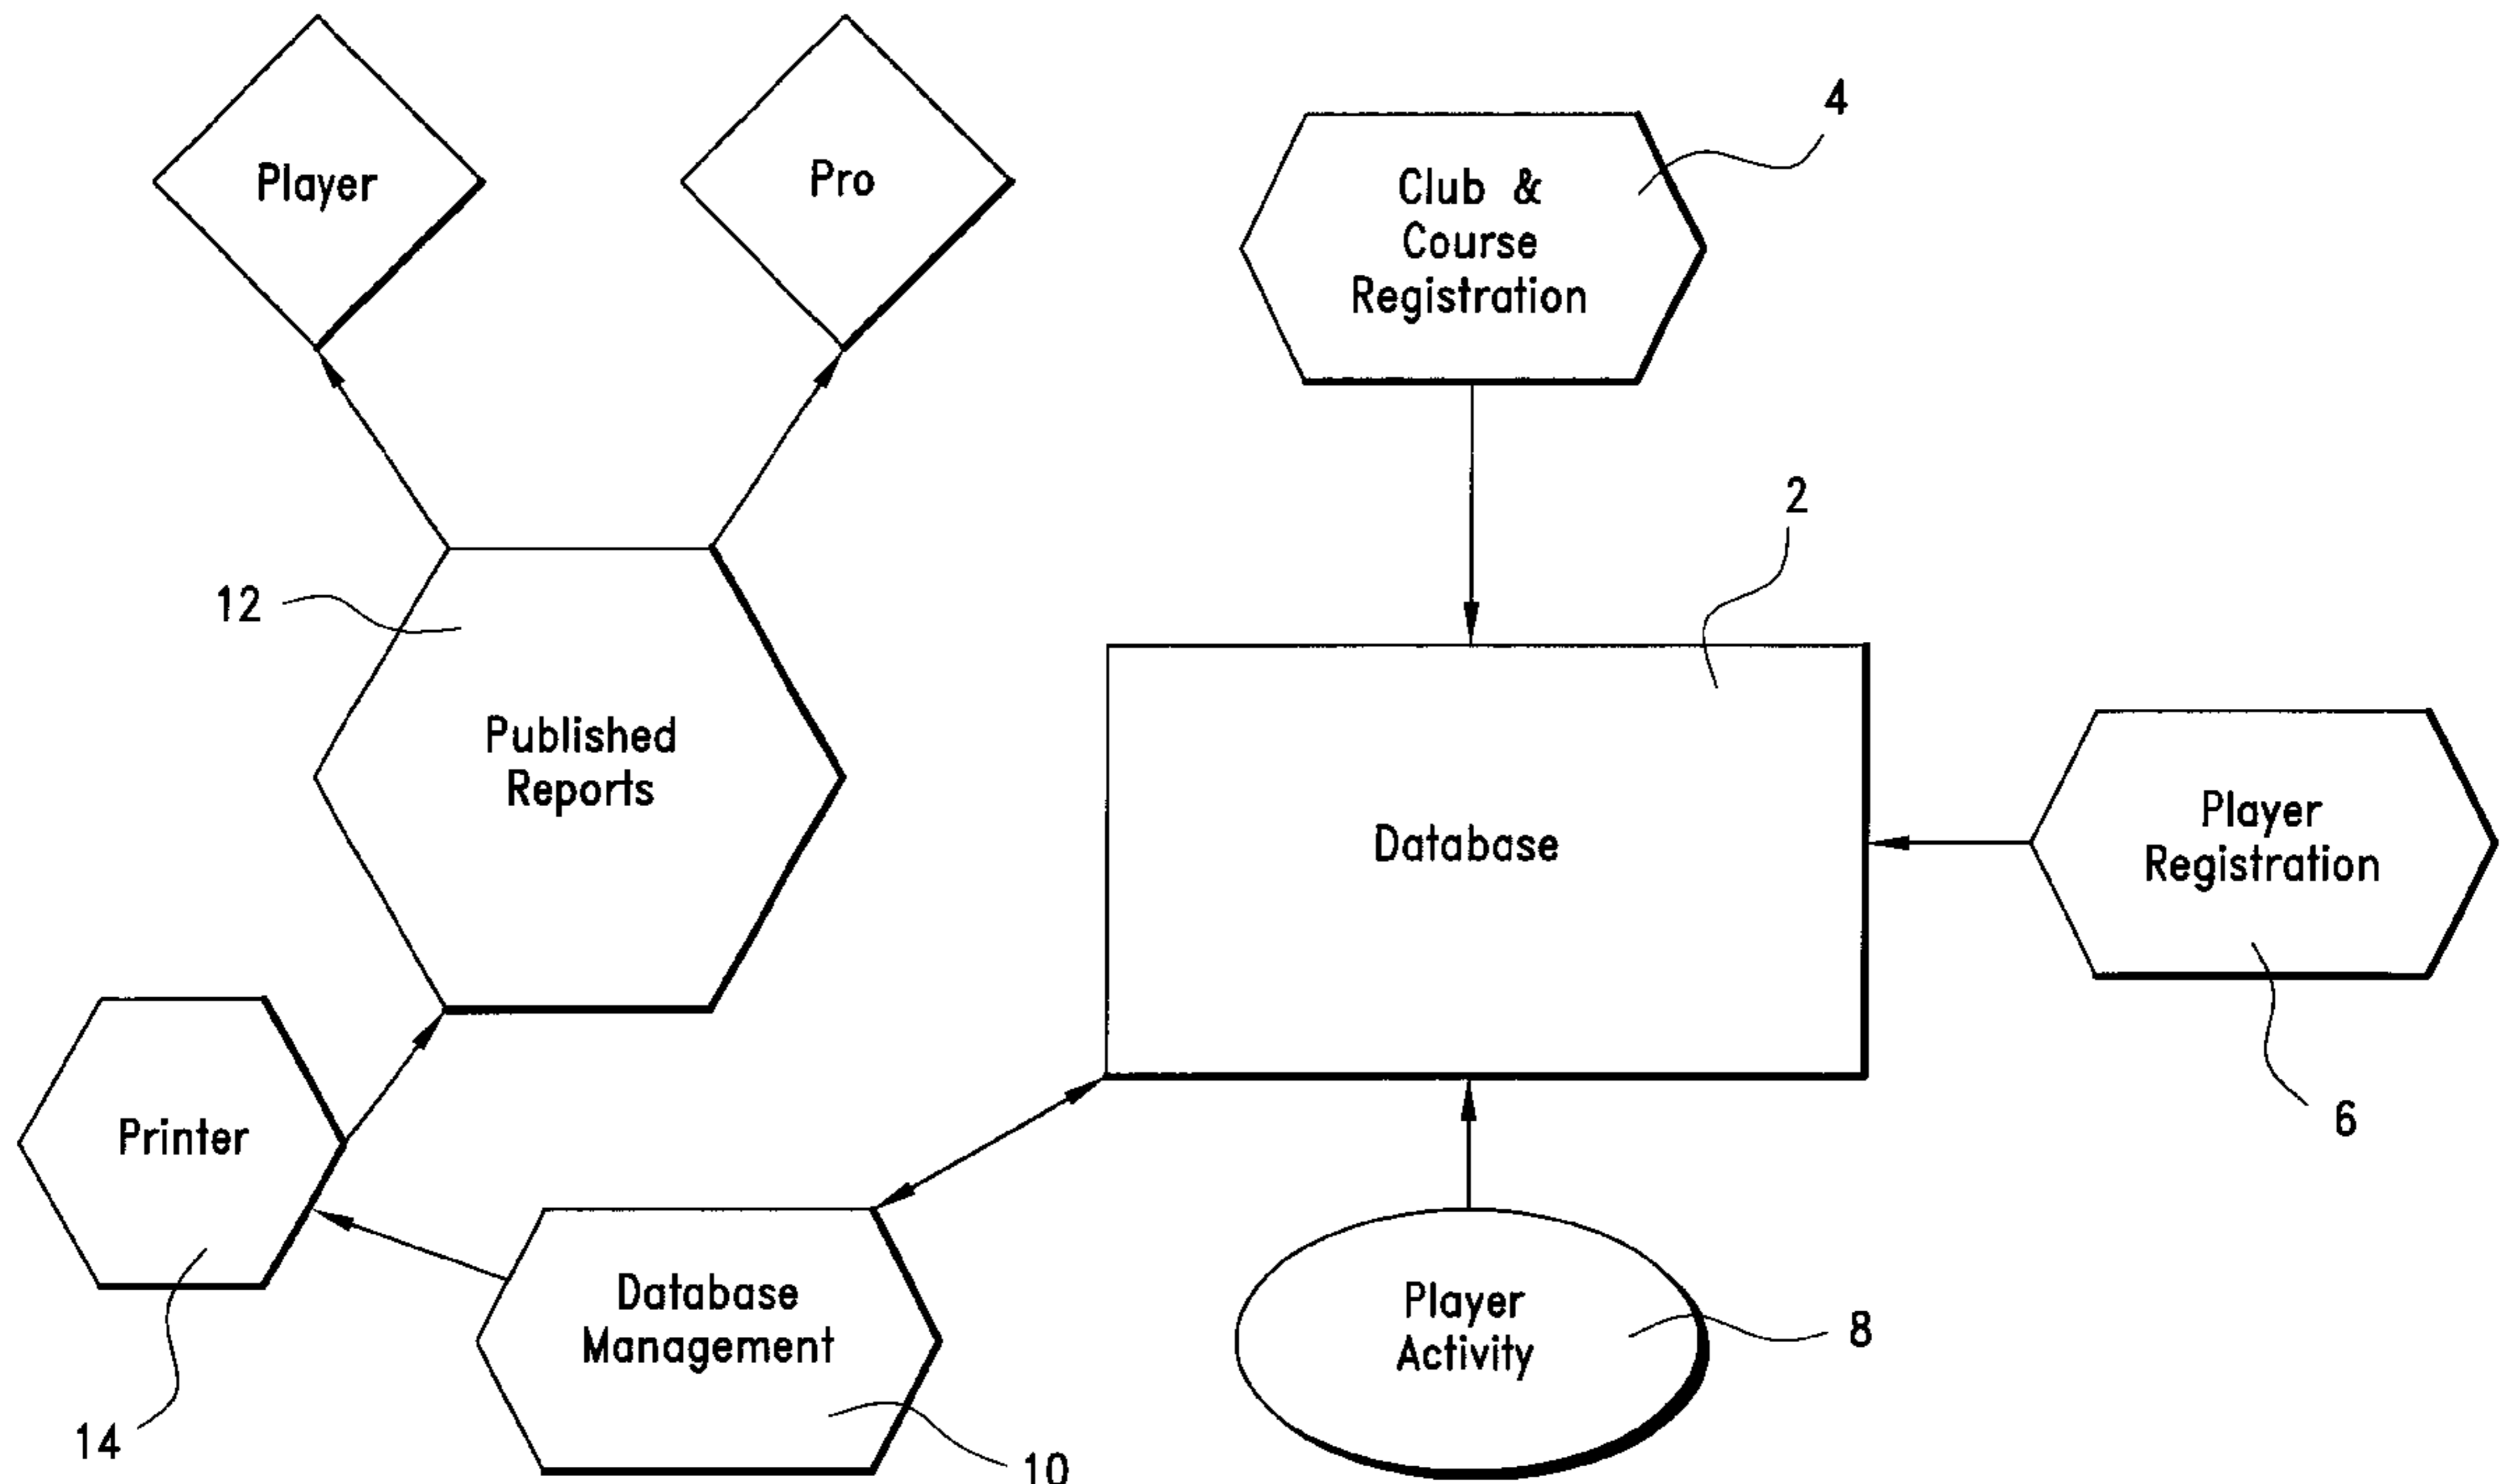 Player
Pro
4
Club &
Course
Registration
2
12
Published
Reports
Database
Player
Registration
6
Printer
Database
Management
Player
Activity
8
14
10